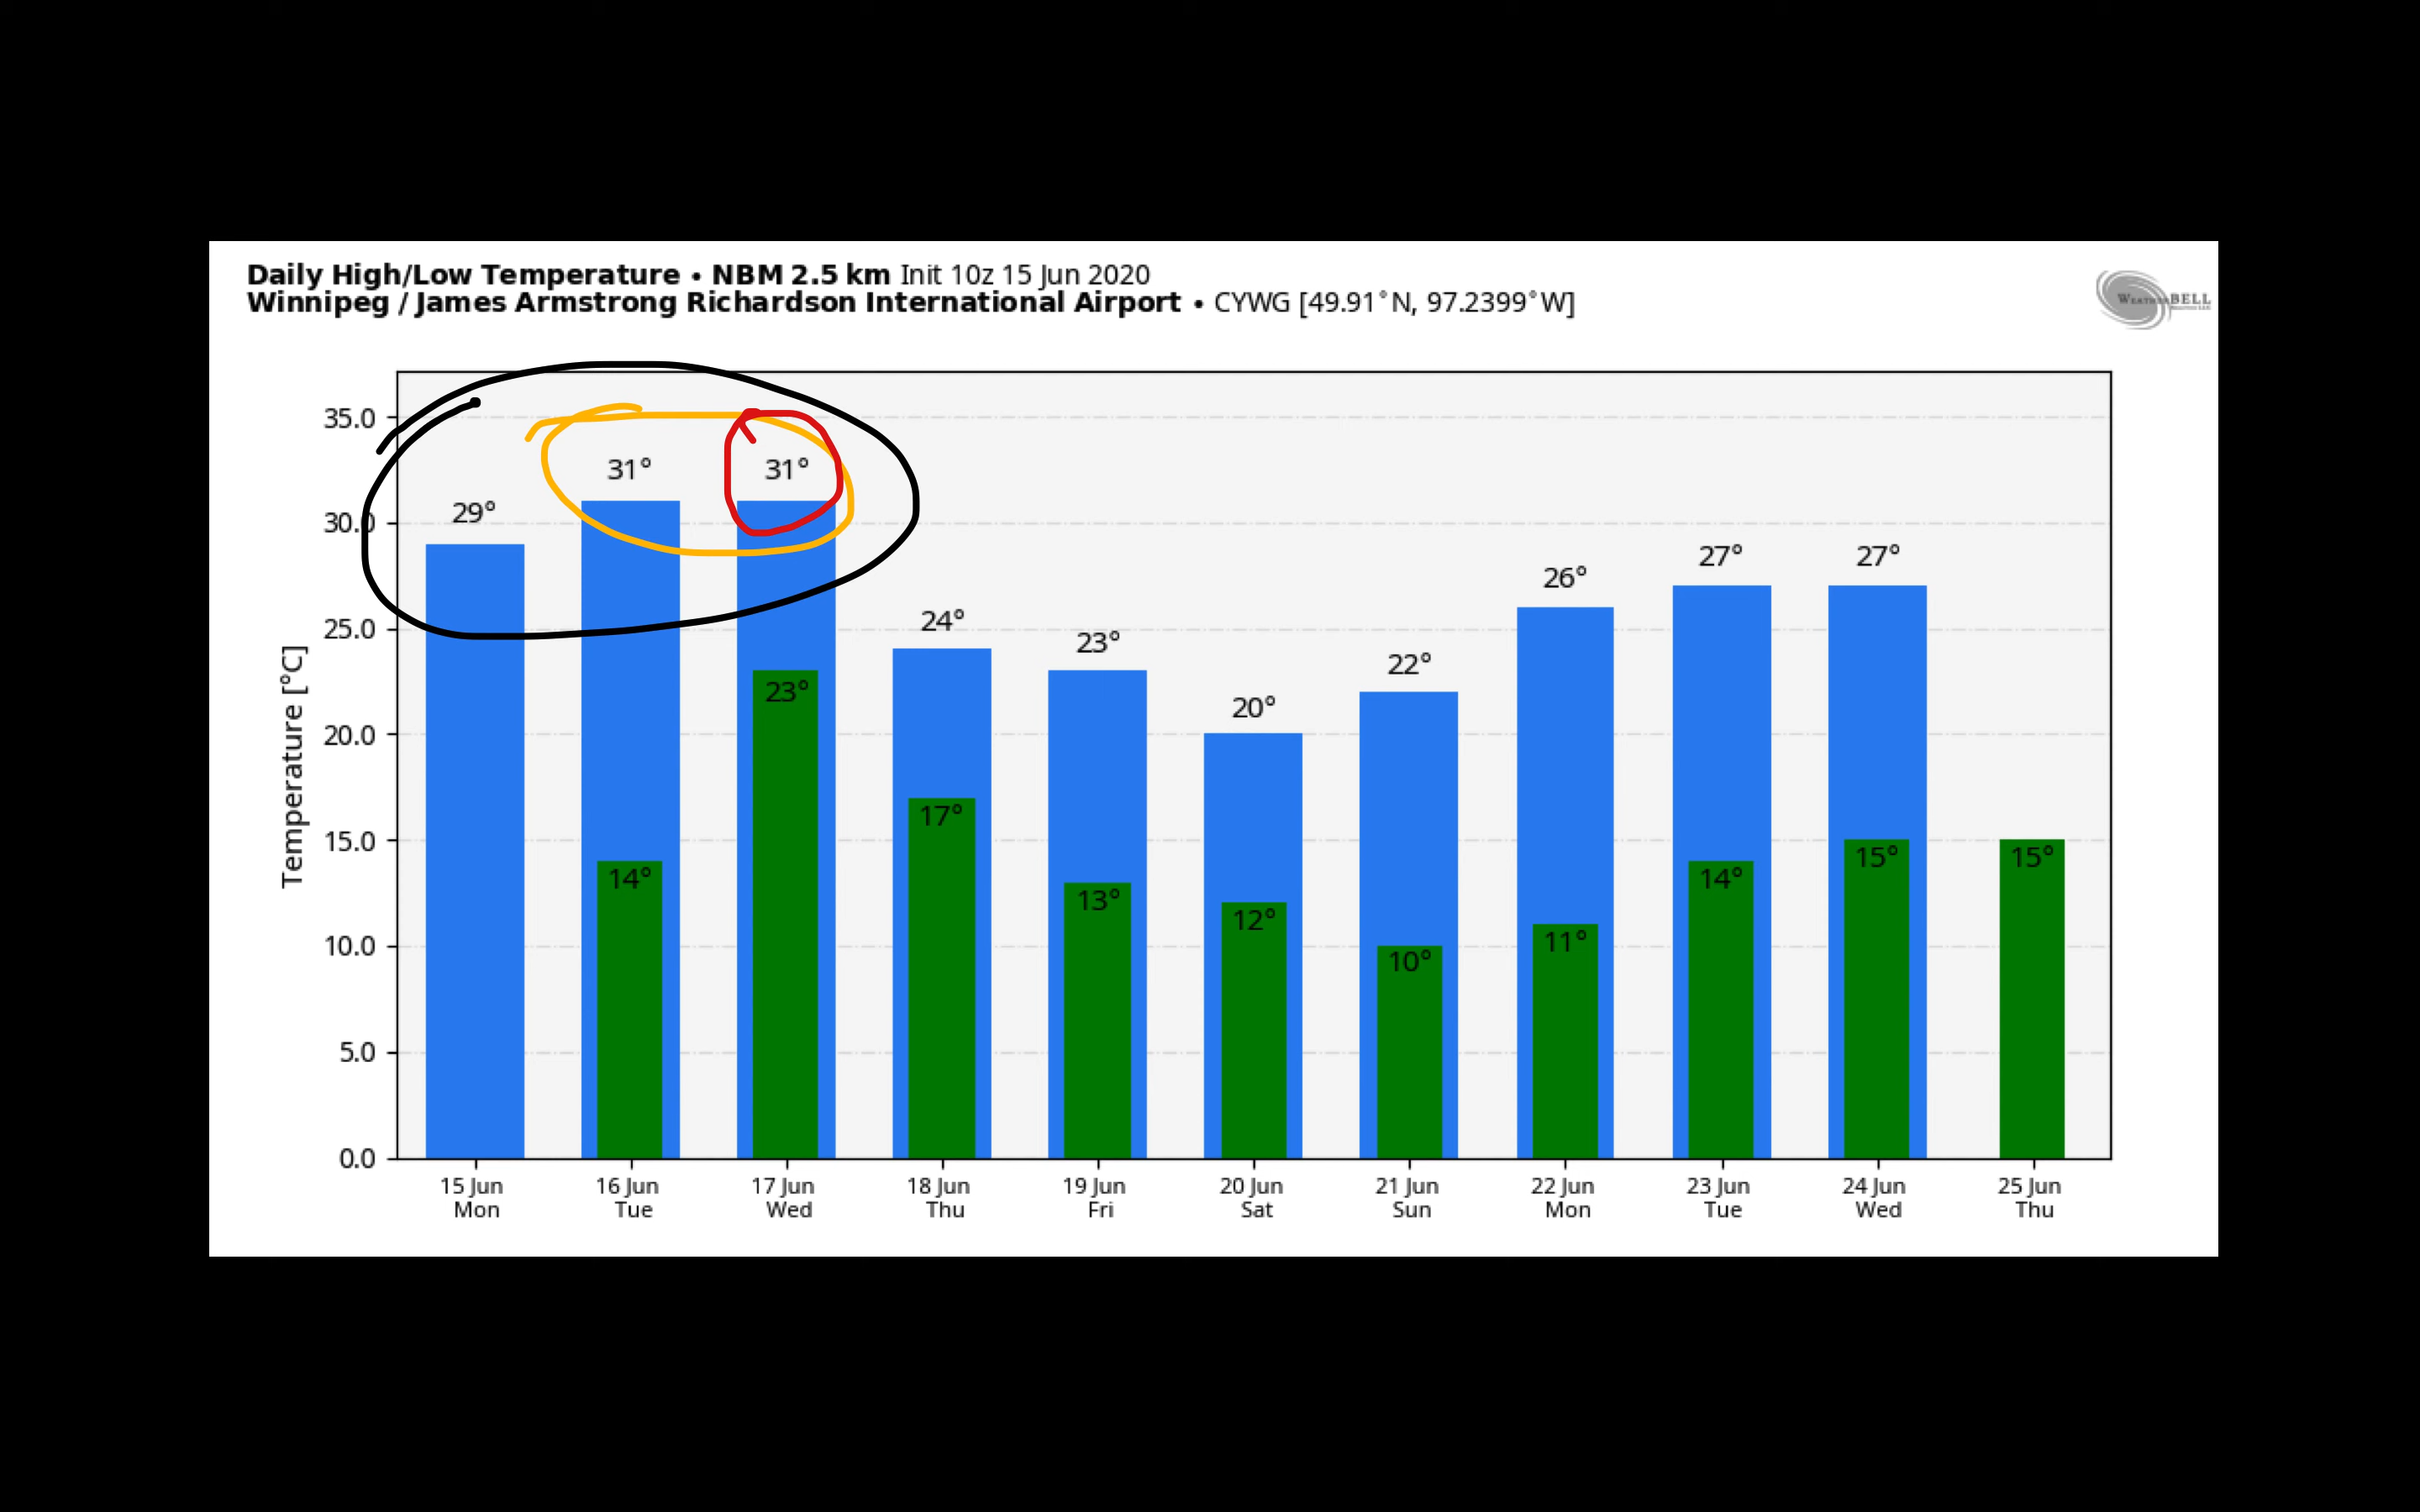 Daily High/Low Temperature • NBM 2.5 km Init 10z 15 Jun 2020
Winnipeg / James Armstrong Richardson International Airport • CYWG [49.91°N, 97.2399°W]
WeatherBELL
Temperature [°C]
35.0
30.0
25.0
20.0
15.0
10.0
5.0
0.0
29°
31°
31°
24°
23°
20°
22°
26°
27°
27°
14°
23°
17°
13°
12°
10°
11°
14°
15°
15°
15 Jun
Mon
16 Jun
Tue
17 Jun
Wed
18 Jun
Thu
19 Jun
Fri
20 Jun
Sat
21 Jun
Sun
22 Jun
Mon
23 Jun
Tue
24 Jun
Wed
25 Jun
Thu